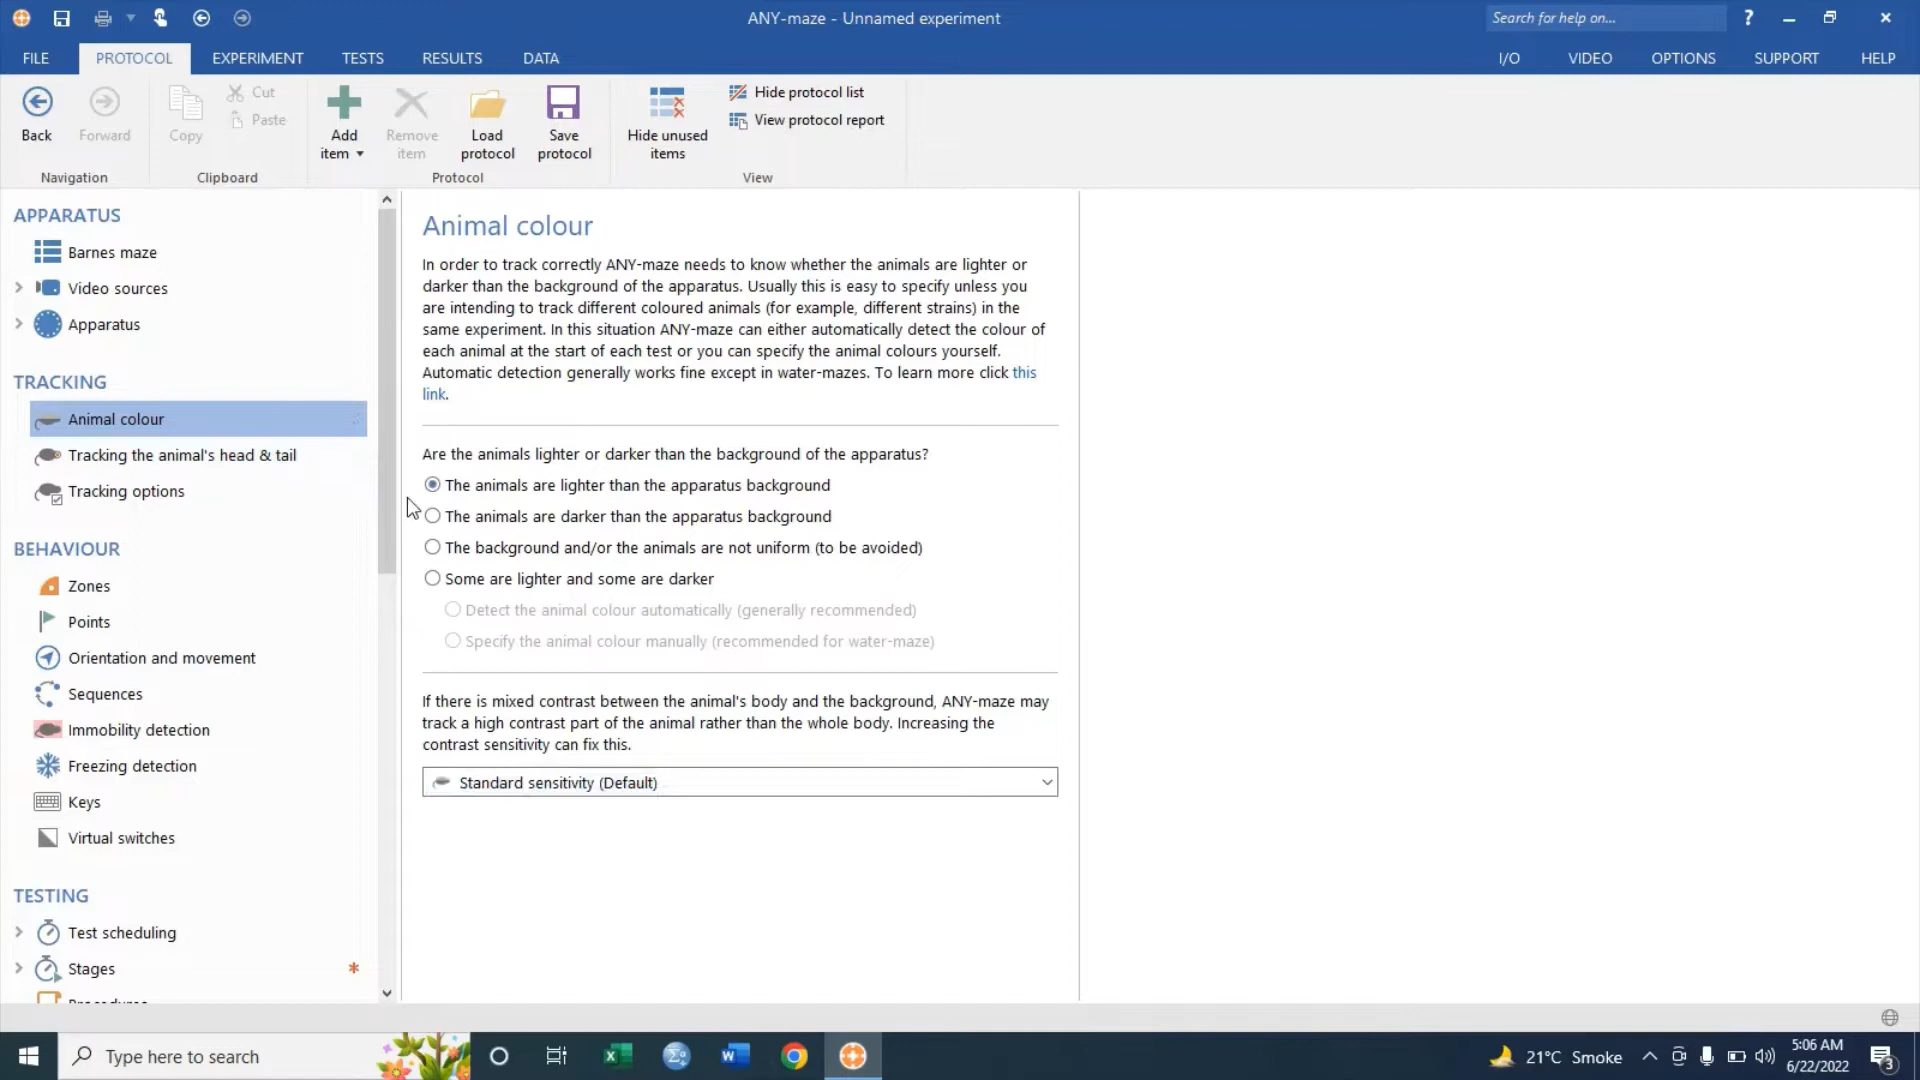 ANY-maze - Unnamed experiment
Search for help on...
?
FILE
PROTOCOL
EXPERIMENT
TESTS
RESULTS
DATA
I/O
VIDEO
OPTIONS
SUPPORT
HELP
Back
Forward
Navigation
Copy
Cut
Paste
Clipboard
Add
item
Remove
item
Load
protocol
Save
protocol
Protocol
Hide unused
items
Hide protocol list
View protocol report
View
APPARATUS
Barnes maze
Video sources
Apparatus
TRACKING
Animal colour
Tracking the animal's head & tail
Tracking options
BEHAVIOUR
Zones
Points
Orientation and movement
Sequences
Immobility detection
Freezing detection
Keys
Virtual switches
TESTING
Test scheduling
Stages *
Procedures
Animal colour
In order to track correctly ANY-maze needs to know whether the animals are lighter or
darker than the background of the apparatus. Usually this is easy to specify unless you
are intending to track different coloured animals (for example, different strains) in the
same experiment. In this situation ANY-maze can either automatically detect the colour of
each animal at the start of each test or you can specify the animal colours yourself.
Automatic detection generally works fine except in water-mazes. To learn more click this
link.
Are the animals lighter or darker than the background of the apparatus?
The animals are lighter than the apparatus background
The animals are darker than the apparatus background
The background and/or the animals are not uniform (to be avoided)
Some are lighter and some are darker
Detect the animal colour automatically (generally recommended)
Specify the animal colour manually (recommended for water-maze)
If there is mixed contrast between the animal's body and the background, ANY-maze may
track a high contrast part of the animal rather than the whole body. Increasing the
contrast sensitivity can fix this.
Standard sensitivity (Default)
Type here to search
21°C Smoke
5:06 AM
6/22/2022
3